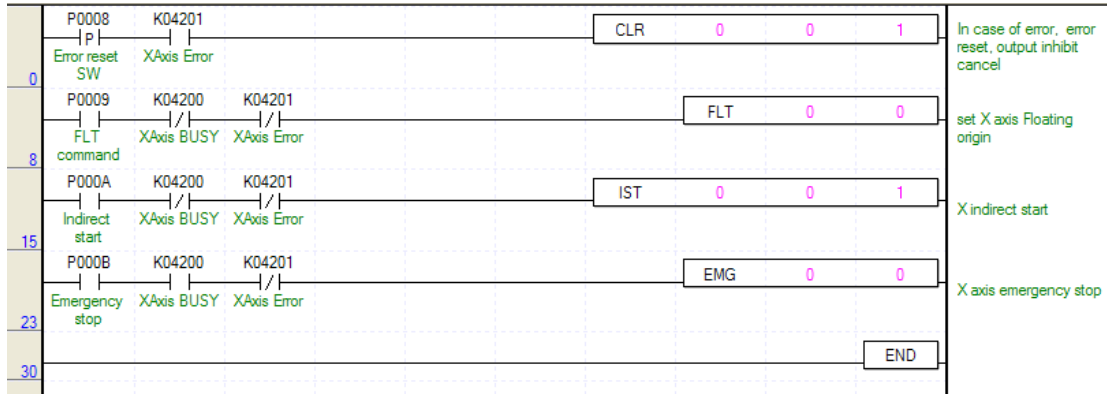 P0008 K04201
P CLR 0 0 1 In case of error, error
reset, output inhibit
cancel
Error reset XAxis Error
SW
0
P0009 K04200 K04201
FLT 0 0 set X axis Floating
origin
FLT XAxis BUSY XAxis Error
command
8
P000A K04200 K04201
IST 0 0 1
X indirect start
Indirect XAxis BUSY XAxis Error
start
15
P000B K04200 K04201
EMG 0 0
X axis emergency stop
Emergency XAxis BUSY XAxis Error
stop
23
END
30